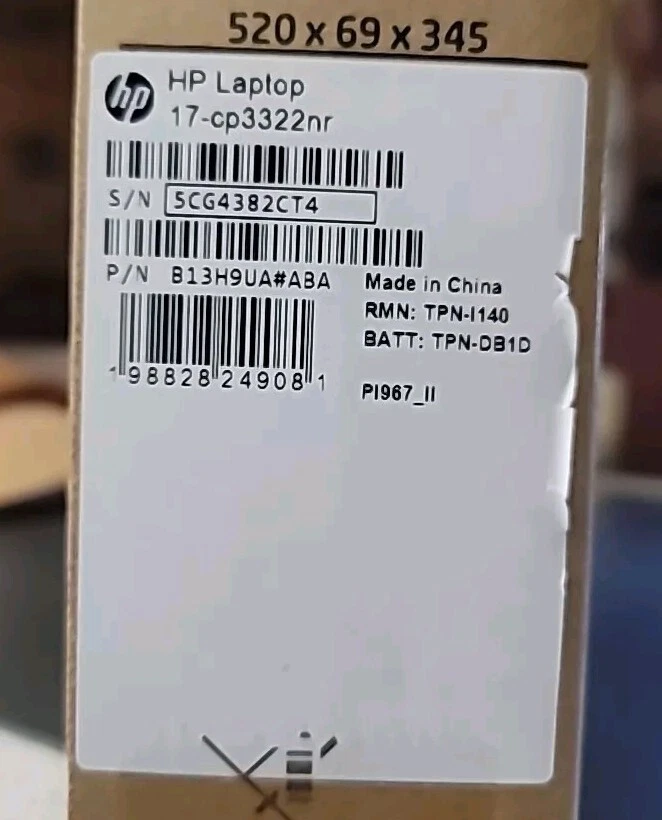 520 x 69 x 345
hp HP Laptop
17-cp3322nr
S/N 5CG4382CT4
P/N B13H9UA#ABA
Made in China
RMN: TPN-I140
BATT: TPN-DB1D
1 98828 24908 1
PI967_II